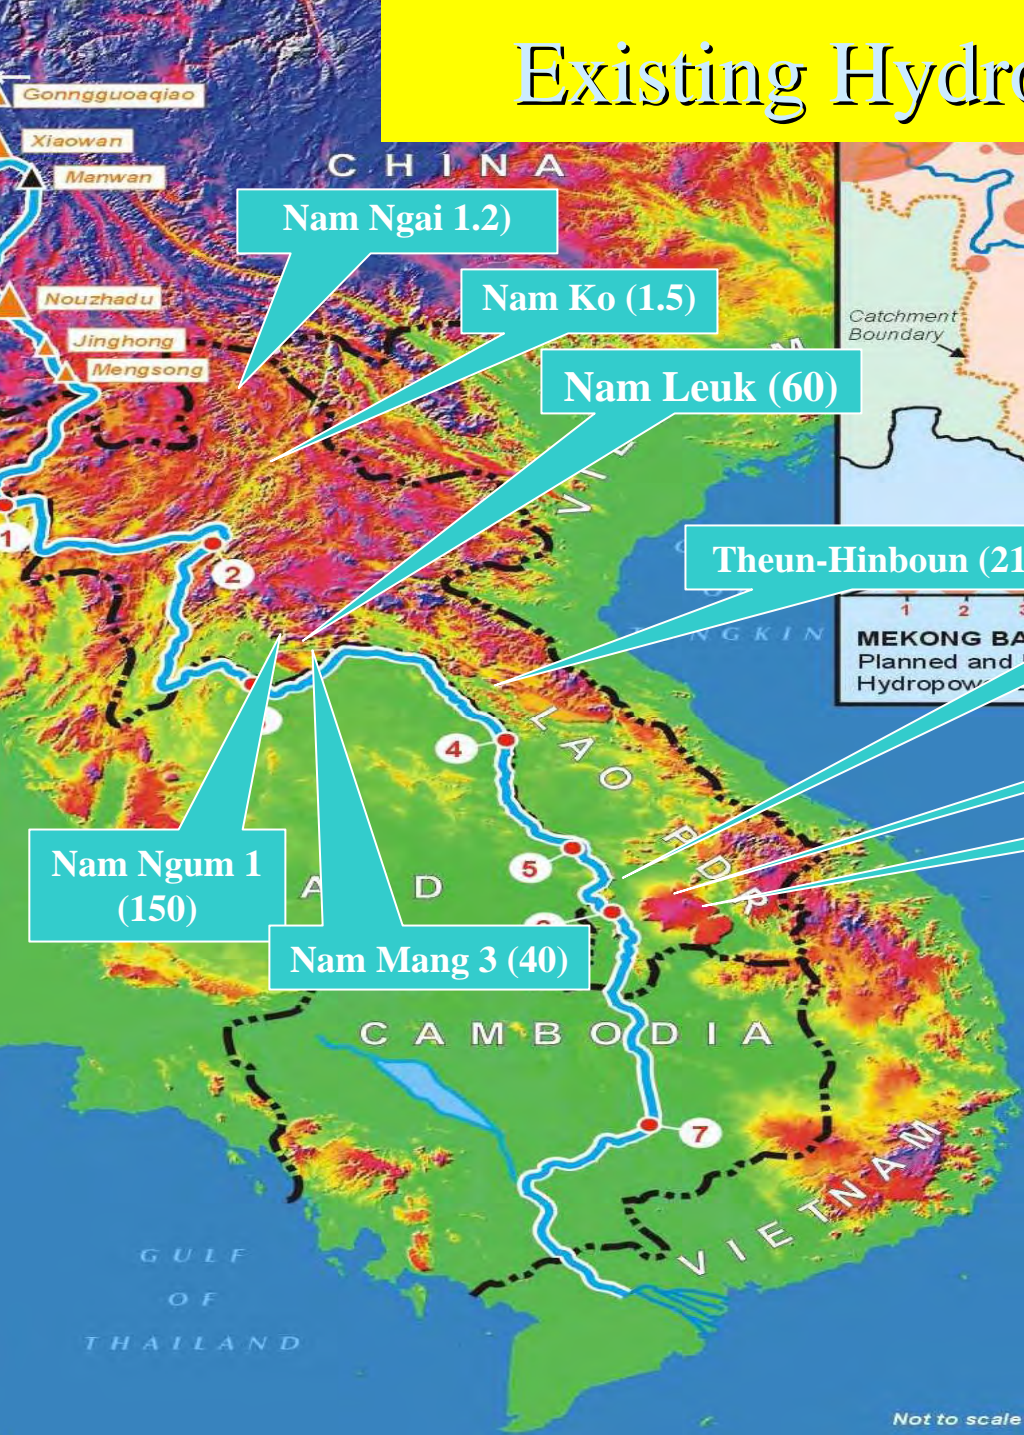 Existing Hydro
Gonngguoaqiao
Xiaowan
Manwan
CHINA
Nam Ngai 1.2)
Nam Ko (1.5)
Nouzhadu
Jinghong
Mengsong
Catchment
Boundary
Nam Leuk (60)
Theun-Hinboun (21
1
2
1
2
MEKONG BA
Planned and
Hydropow
4
LAO
PDR
5
Nam Ngum 1
(150)
Nam Mang 3 (40)
CAMBODIA
7
VIETNAM
GULF
OF
THAILAND
Not to scale